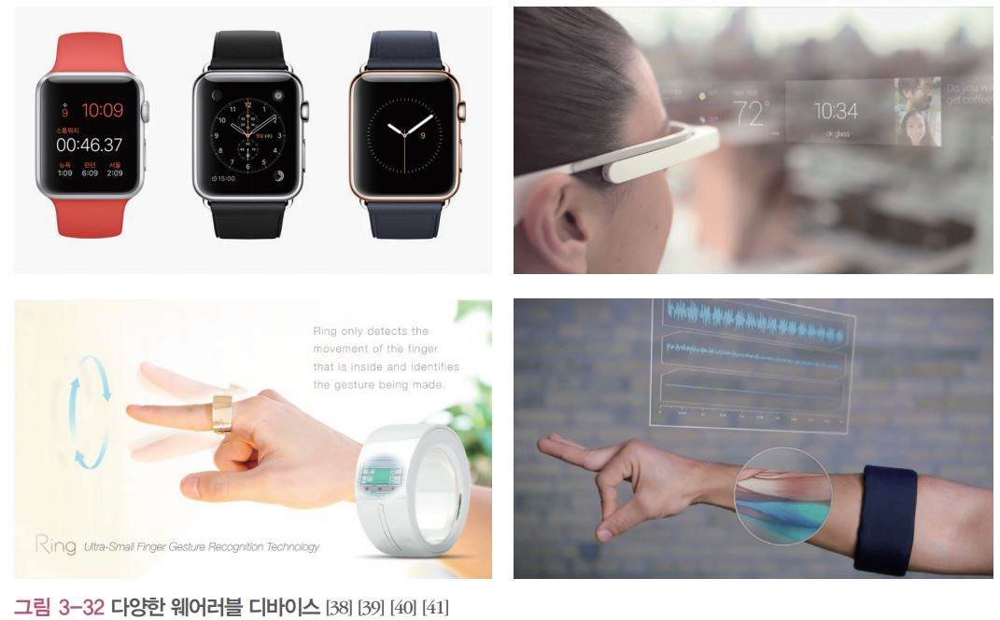 9 10:09
스톱워치
00:46.37
뉴욕 런던 서울
1:09 6:09 2:09
12
11 1
10 2
9 3
8 4
7 5
6
15:00
9
New York
72°
10:34
ok glass
Do you wa
get coffee
Ring only detects the
movement of the finger
that is inside and identifies
the gesture being made.
Ring Ultra-Small Finger Gesture Recognition Technology
그림 3-32 다양한 웨어러블 디바이스 [38] [39] [40] [41]